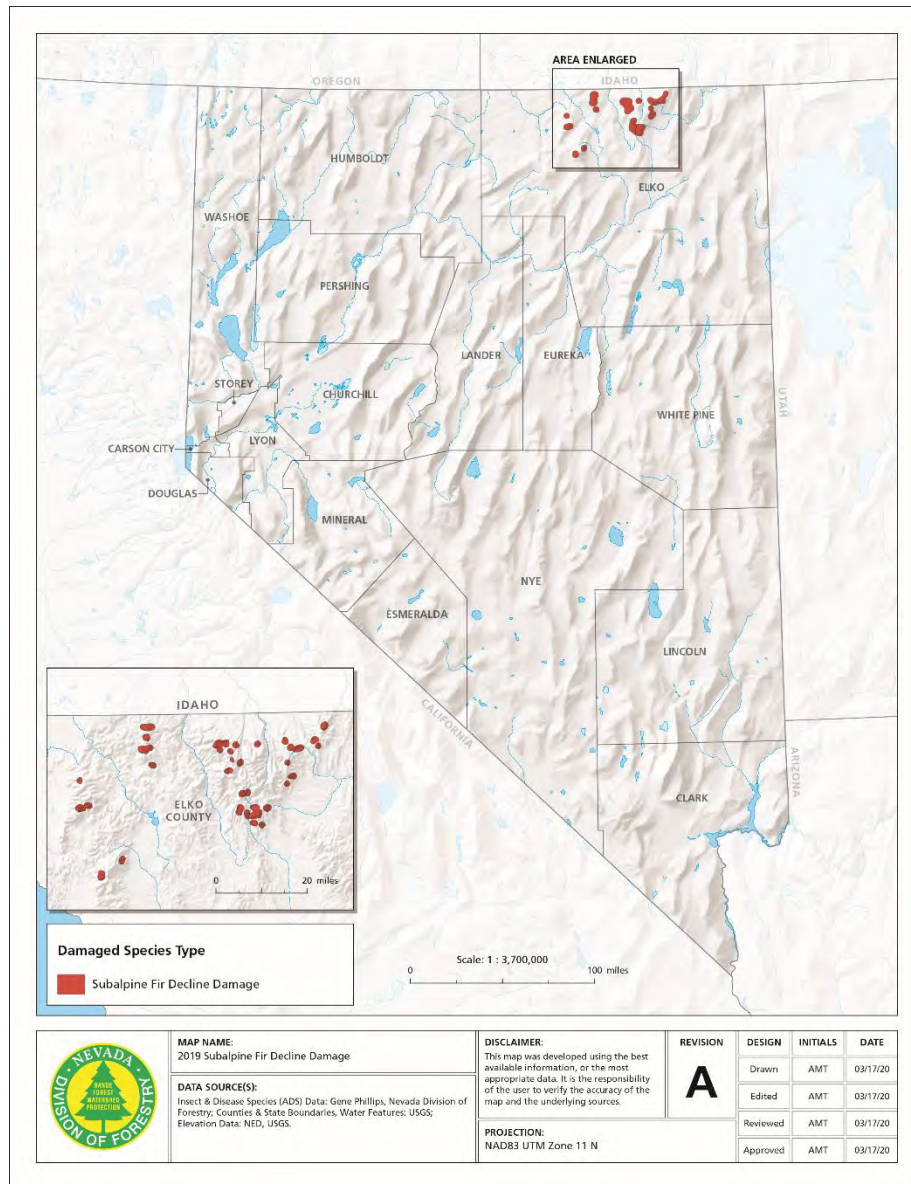 AREA ENLARGED
OREGON
IDAHO
HUMBOLDT
ELKO
WASHOE
PERSHING
LANDER
EUREKA
STOREY
CHURCHILL
WHITE PINE
UTAH
CARSON CITY
LYON
DOUGLAS
MINERAL
NYE
ESMERALDA
LINCOLN
CALIFORNIA
ARIZONA
CLARK
IDAHO
ELKO
COUNTY
0 20 miles
Damaged Species Type
Subalpine Fir Decline Damage
Scale: 1 : 3,700,000
0 100 miles
NEVADA
DIVISION OF FORESTRY
RANGE
FOREST
WATERSHED
PROTECTION
MAP NAME:
2019 Subalpine Fir Decline Damage
DATA SOURCE(S):
Insect & Disease Species (ADS) Data: Gene Phillips, Nevada Division of
Forestry; Counties & State Boundaries, Water Features: USGS;
Elevation Data: NED, USGS.
DISCLAIMER:
This map was developed using the best
available information, or the most
appropriate data. It is the responsibility
of the user to verify the accuracy of the
map and the underlying sources.
PROJECTION:
NAD83 UTM Zone 11 N
REVISION
A
DESIGN INITIALS DATE
Drawn AMT 03/17/20
Edited AMT 03/17/20
Reviewed AMT 03/17/20
Approved AMT 03/17/20